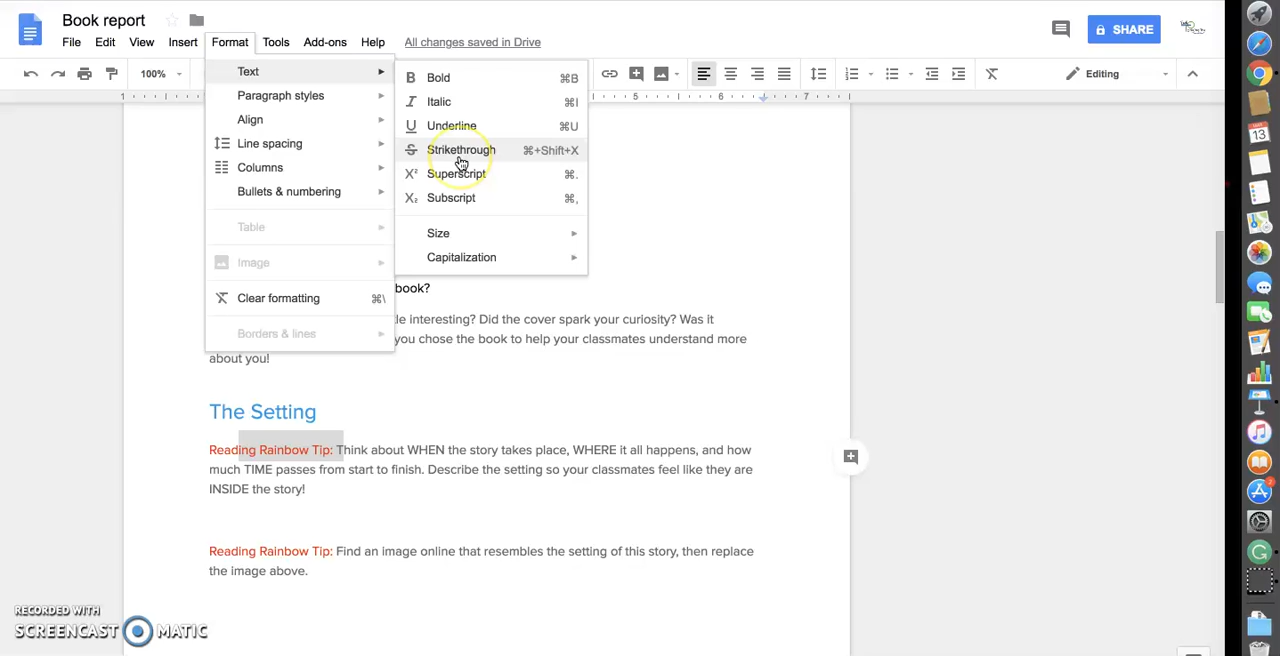 Book report
File Edit View Insert Format Tools Add-ons Help All changes saved in Drive
SHARE
100%
Editing
1 5 6 7
Text
Paragraph styles
Align
Line spacing
Columns
Bullets & numbering
Table
Image
Clear formatting ⌘\
Borders & lines
Bold ⌘B
Italic ⌘I
Underline ⌘U
Strikethrough ⌘+Shift+X
Superscript ⌘.
Subscript ⌘,
Size
Capitalization
book?
le interesting? Did the cover spark your curiosity? Was it
you chose the book to help your classmates understand more
about you!
The Setting
Reading Rainbow Tip: Think about WHEN the story takes place, WHERE it all happens, and how
much TIME passes from start to finish. Describe the setting so your classmates feel like they are
INSIDE the story!
Reading Rainbow Tip: Find an image online that resembles the setting of this story, then replace
the image above.
RECORDED WITH
SCREENCAST MATIC
13
2